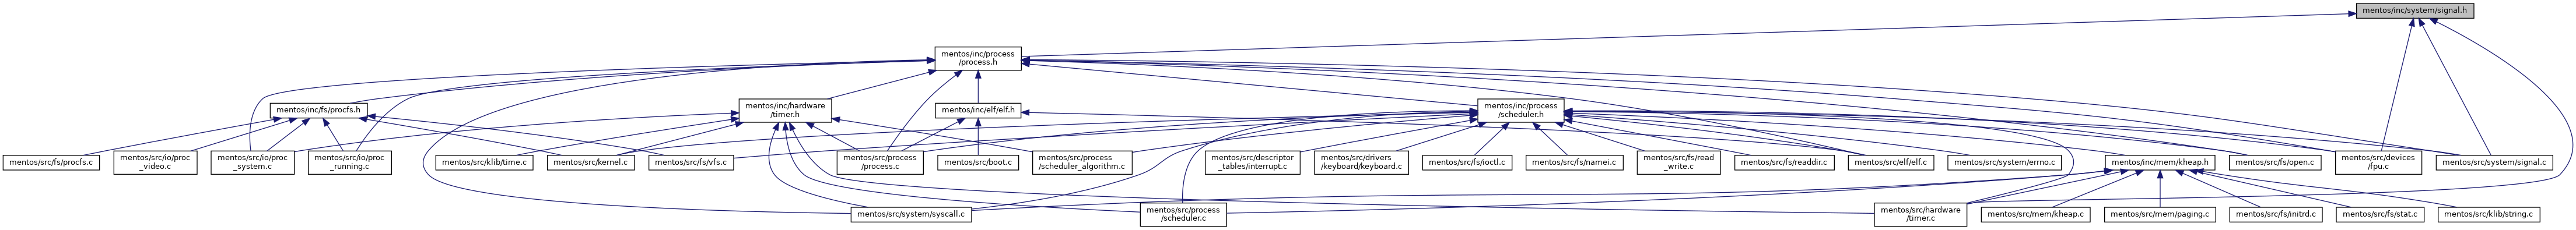 mentos/inc/system/signal.h
mentos/inc/process
/process.h
mentos/inc/fs/procfs.h
mentos/inc/hardware
/timer.h
mentos/inc/elf/elf.h
mentos/inc/process
/scheduler.h
mentos/src/fs/procfs.c
mentos/src/io/proc
_video.c
mentos/src/io/proc
_system.c
mentos/src/io/proc
_running.c
mentos/src/klib/time.c
mentos/src/kernel.c
mentos/src/fs/vfs.c
mentos/src/process
/process.c
mentos/src/boot.c
mentos/src/process
/scheduler_algorithm.c
mentos/src/descriptor
_tables/interrupt.c
mentos/src/drivers
/keyboard/keyboard.c
mentos/src/fs/ioctl.c
mentos/src/fs/namei.c
mentos/src/fs/read
_write.c
mentos/src/fs/readdir.c
mentos/src/elf/elf.c
mentos/src/system/errno.c
mentos/inc/mem/kheap.h
mentos/src/fs/open.c
mentos/src/devices
/fpu.c
mentos/src/system/signal.c
mentos/src/system/syscall.c
mentos/src/process
/scheduler.c
mentos/src/hardware
/timer.c
mentos/src/mem/kheap.c
mentos/src/mem/paging.c
mentos/src/fs/initrd.c
mentos/src/fs/stat.c
mentos/src/klib/string.c